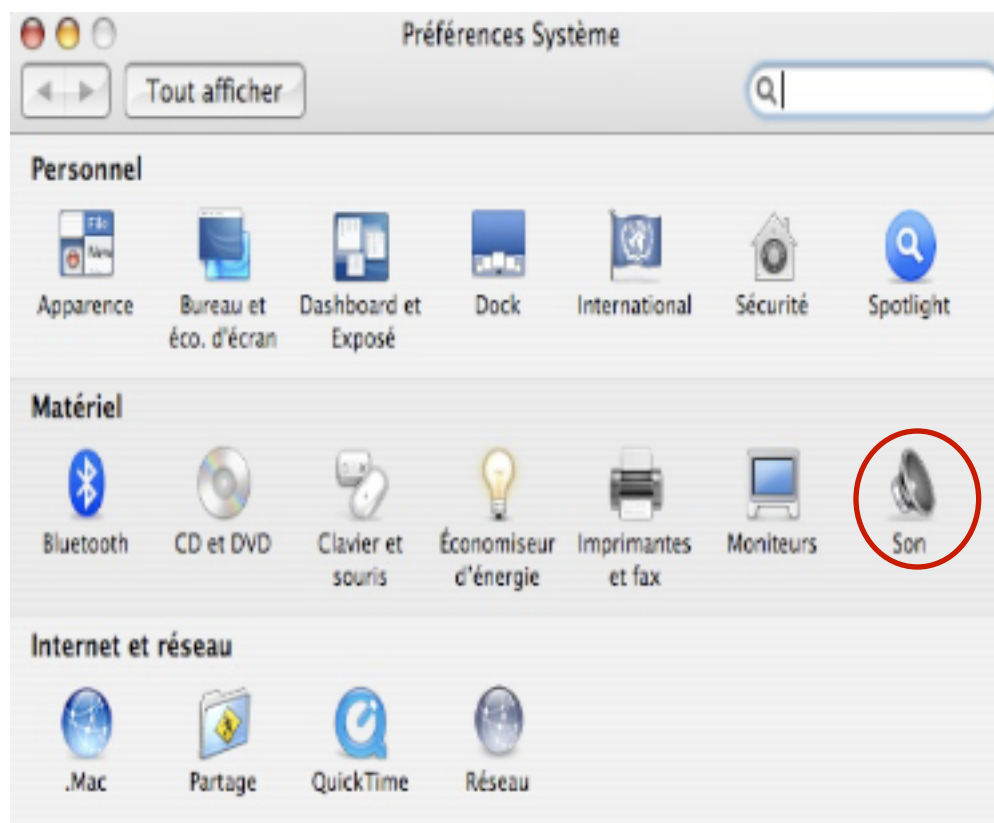 Préférences Système
Tout afficher
Personnel
Apparence
Bureau et
éco. d'écran
Dashboard et
Exposé
Dock
International
Sécurité
Spotlight
Matériel
Bluetooth
CD et DVD
Clavier et
souris
Économiseur
d'énergie
Imprimantes
et fax
Moniteurs
Son
Internet et réseau
.Mac
Partage
QuickTime
Réseau